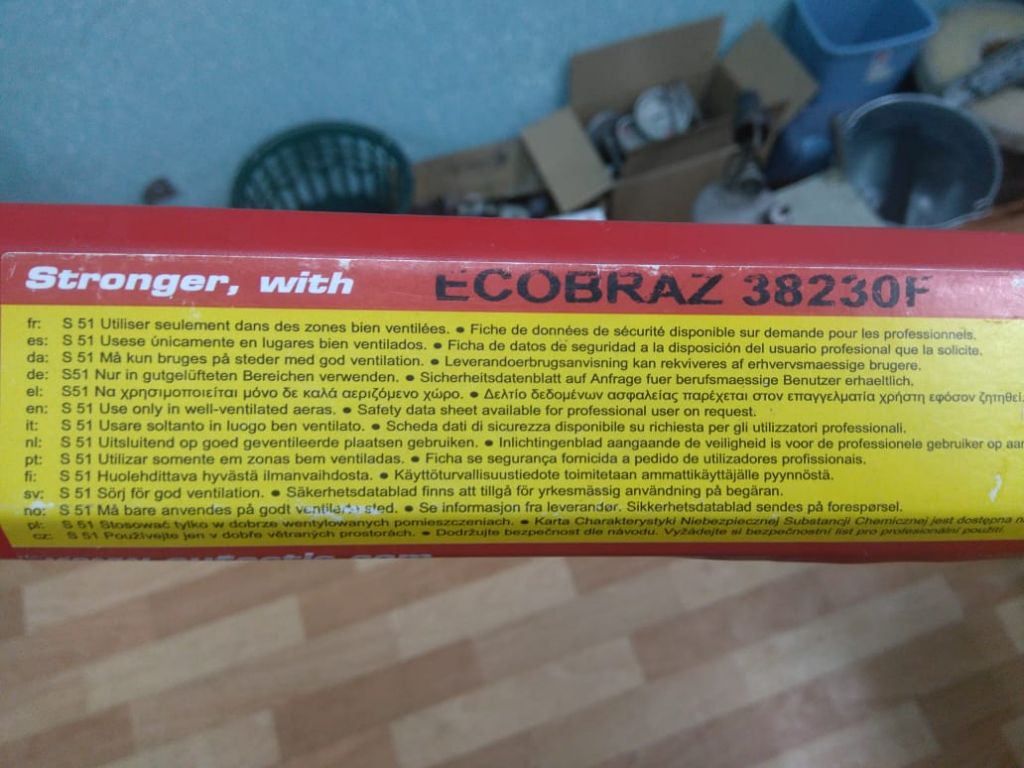 Stronger, with ECOBRAZ 38230F
fr: S 51 Utiliser seulement dans des zones bien ventilées. ● Fiche de données de sécurité disponible sur demande pour les professionnels.
es: S 51 Usese únicamente en lugares bien ventilados. ● Ficha de datos de seguridad a la disposición del usuario profesional que la solicite.
da: S 51 Må kun bruges på steder med god ventilation. ● Leverandoerbrugsanvisning kan rekvireres af erhvervsmaessige brugere.
de: S 51 Nur in gutgelüfteten Bereichen verwenden. ● Sicherheitsdatenblatt auf Anfrage fuer berufsmaessige Benutzer erhaeltlich.
el: S51 Να χρησιμοποιείται μόνο δε καλά αεριζόμενο χώρο. ● Δελτίο δεδομένων ασφαλείας παρέχεται στον επαγγελματία χρήστη εφόσον ζητηθεί.
en: S 51 Use only in well-ventilated aeras. ● Safety data sheet available for professional user on request.
it: S 51 Usare soltanto in luogo ben ventilato. ● Scheda dati di sicurezza disponibile su richiesta per gli utilizzatori professionali.
nl: S 51 Uitsluitend op goed geventileerde plaatsen gebruiken. ● Inlichtingenblad aangaande de veiligheid is voor de professionele gebruiker op aan
pt: S 51 Utilizar somente em zonas bem ventiladas. ● Ficha se segurança fornicida a pedido de utilizadores profissionais.
fi: S 51 Huolehdittava hyvästä ilmanvaihdosta. ● Käyttöturvallisuustiedote toimitetaan ammattikäyttäjälle pyynnöstä.
sv: S 51 Sörj för god ventilation. ● Säkerhetsdatablad finns att tillgå för yrkesmässig användning på begäran.
no: S 51 Må bare anvendes på godt ventilerte sted. ● Se informasjon fra leverandør. Sikkerhetsdatablad sendes på forespørsel.
pl: S 51 Stosować tylko w dobrze wentylowanych pomieszczeniach. ● Karta Charakterystyki Niebezpiecznej Substancji Chemicznej jest dostępna
cz: S 51 Používejte jen v dobře větraných prostorách. ● Dodržujte bezpečnost dle návodu. Vyžádejte si bezpečnostní list pro profesionální použití.